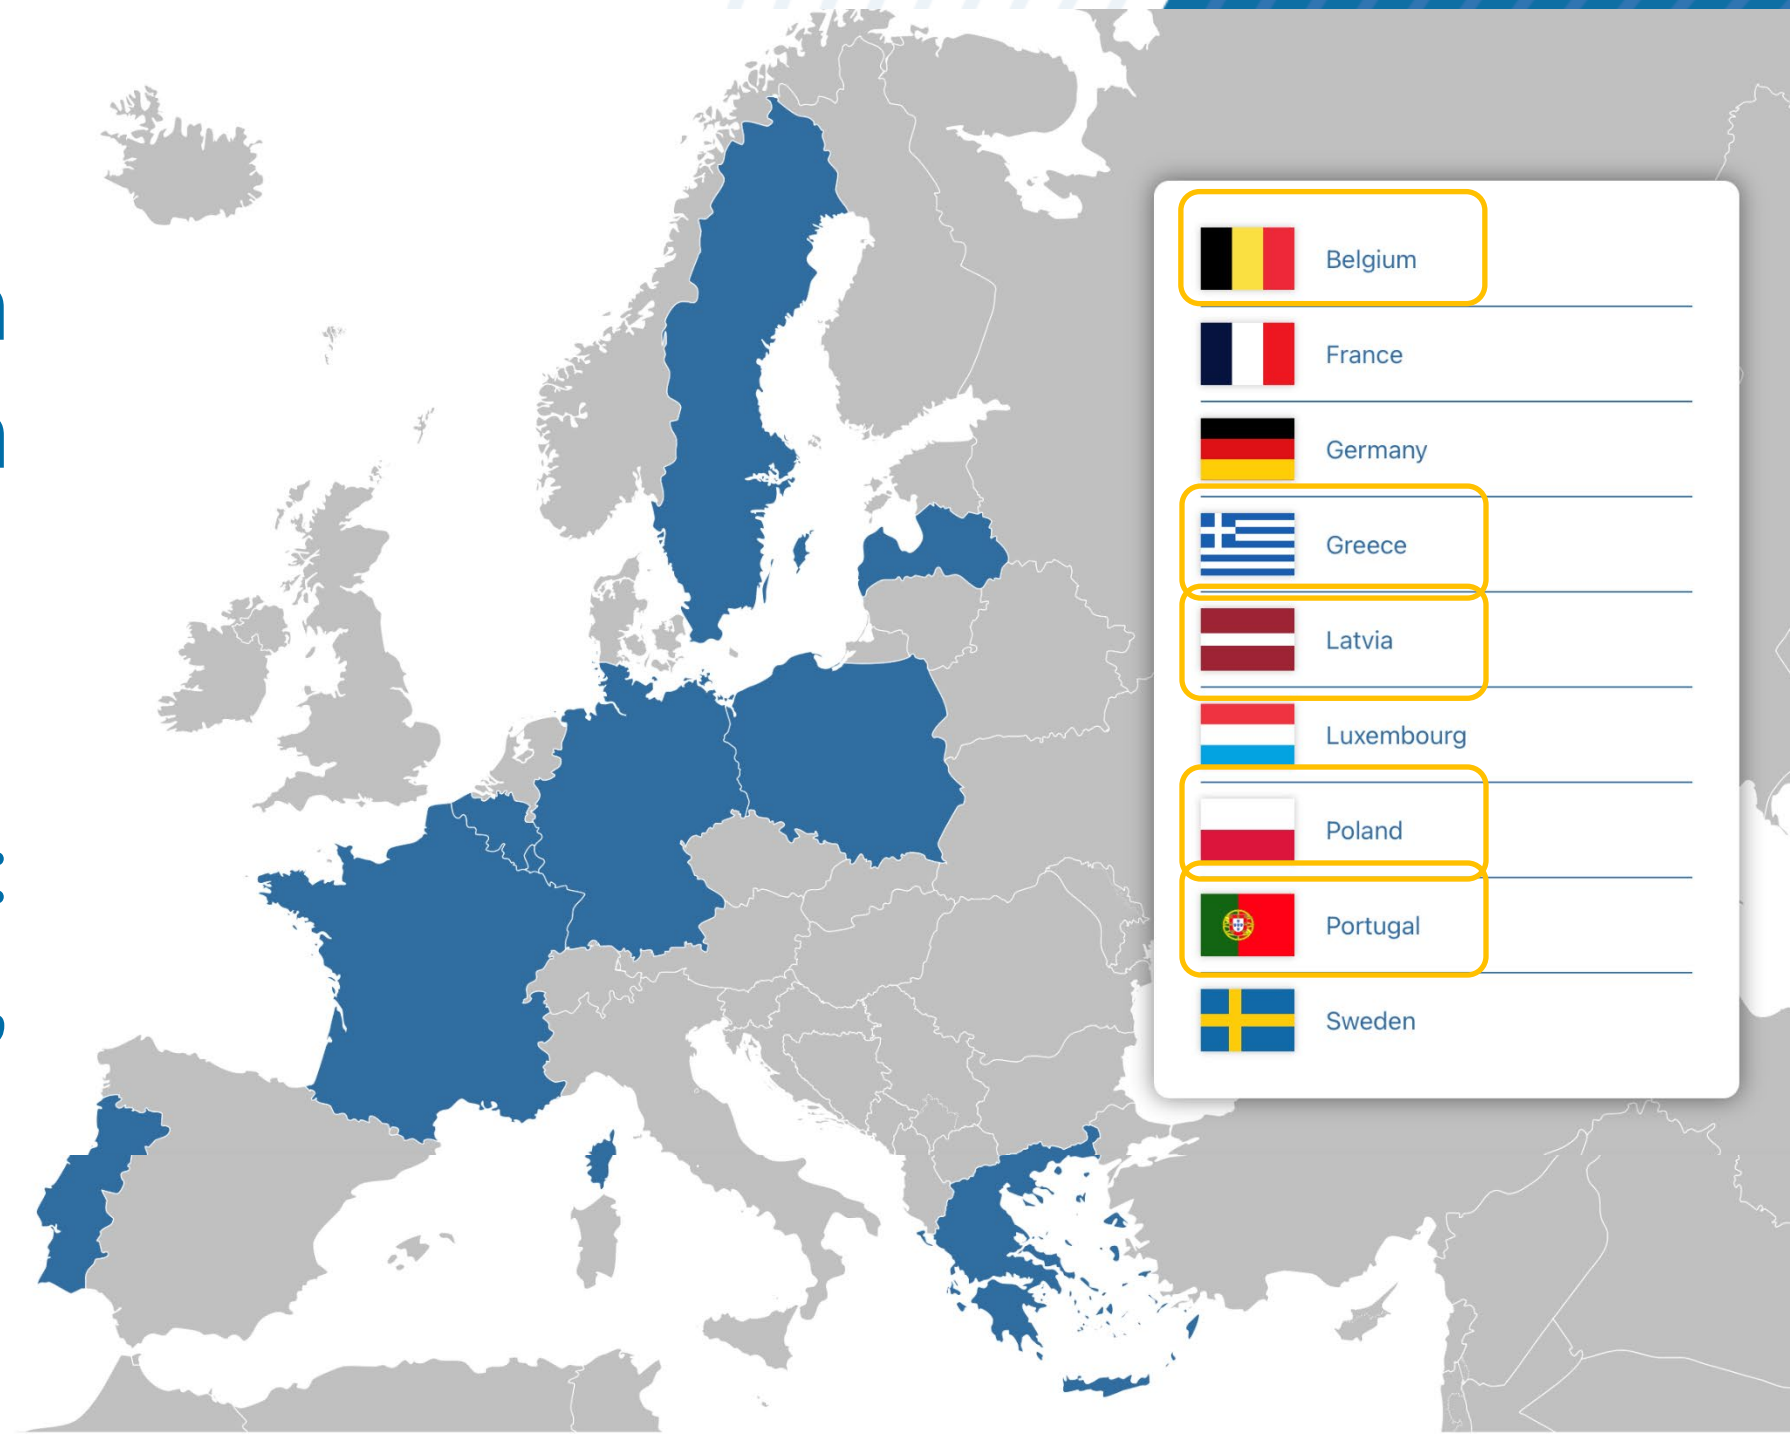 Belgium
France
Germany
Greece
Latvia
Luxembourg
Poland
Portugal
Sweden